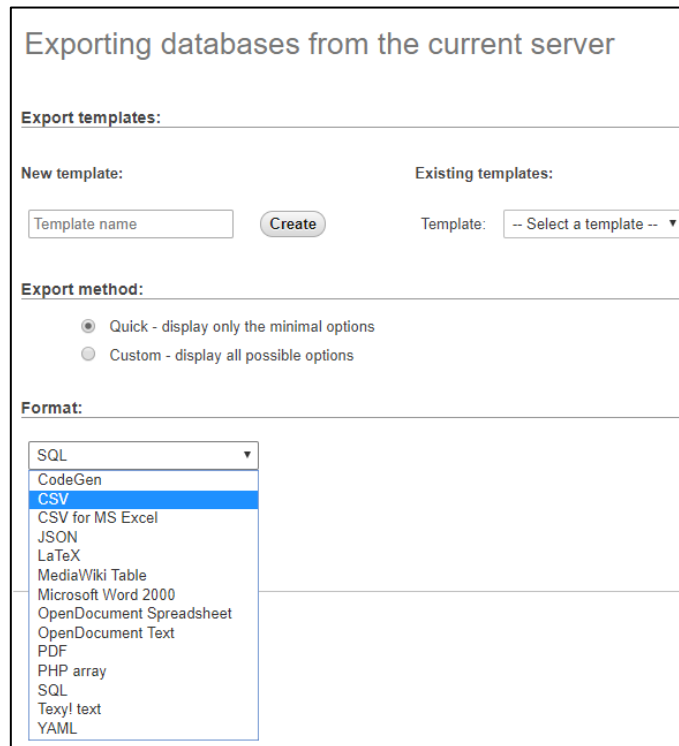 Exporting databases from the current server
Export templates:
New template:
Existing templates:
Template name
Create
Template:
-- Select a template --
Export method:
Quick - display only the minimal options
Custom - display all possible options
Format:
SQL
CodeGen
CSV
CSV for MS Excel
JSON
LaTeX
MediaWiki Table
Microsoft Word 2000
OpenDocument Spreadsheet
OpenDocument Text
PDF
PHP array
SQL
Texy! text
YAML